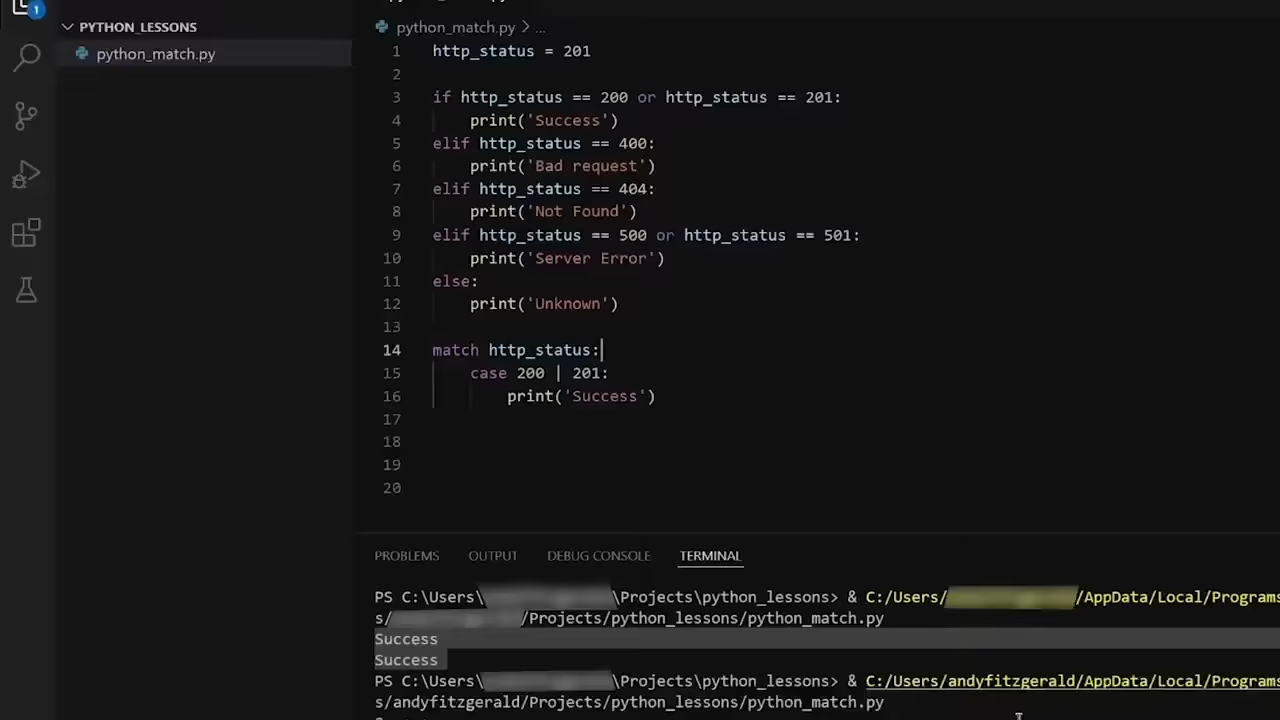 1
PYTHON_LESSONS
python_match.py
python_match.py > ...
1 http_status = 201
2
3 if http_status == 200 or http_status == 201:
4 print('Success')
5 elif http_status == 400:
6 print('Bad request')
7 elif http_status == 404:
8 print('Not Found')
9 elif http_status == 500 or http_status == 501:
10 print('Server Error')
11 else:
12 print('Unknown')
13
14 match http_status:
15 case 200 | 201:
16 print('Success')
17
18
19
20
PROBLEMS OUTPUT DEBUG CONSOLE TERMINAL
PS C:\Users\ \Projects\python_lessons> & C:/Users/ /AppData/Local/Programs
s/ /Projects/python_lessons/python_match.py
Success
Success
PS C:\Users\ \Projects\python_lessons> & C:/Users/andyfitzgerald/AppData/Local/Programs
s/andyfitzgerald/Projects/python_lessons/python_match.py